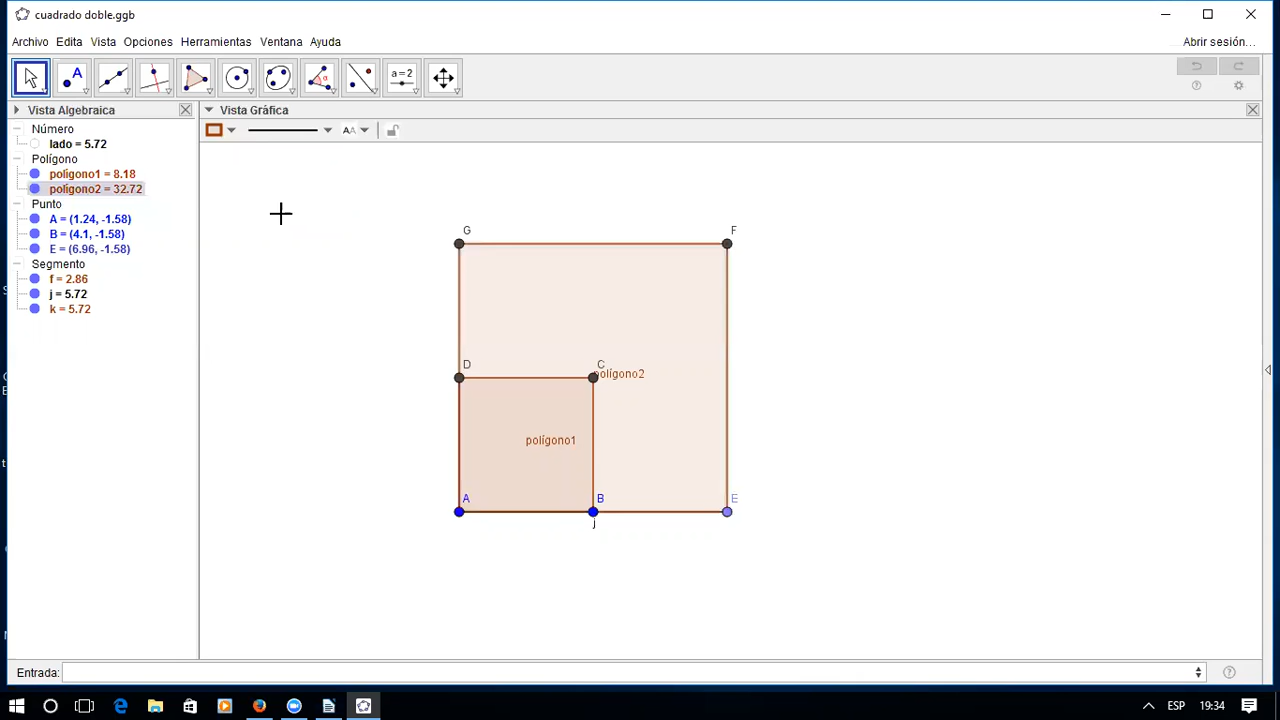 cuadrado doble.ggb
Archivo Edita Vista Opciones Herramientas Ventana Ayuda
Abrir sesión...
A
α
a=2
Vista Algebraica
Vista Gráfica
AA
Número
lado = 5.72
Polígono
polígono1 = 8.18
polígono2 = 32.72
Punto
A = (1.24, -1.58)
B = (4.1, -1.58)
E = (6.96, -1.58)
Segmento
f = 2.86
j = 5.72
k = 5.72
G
F
D
C
polígono2
polígono1
A
B
E
j
Entrada:
ESP
19:34